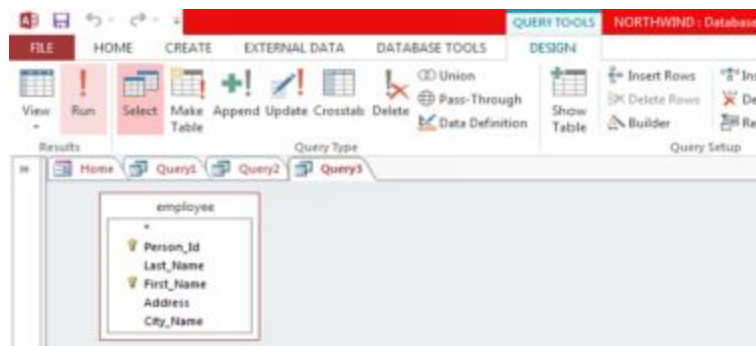 QUERY TOOLS NORTHWIND : Database
FILE HOME CREATE EXTERNAL DATA DATABASE TOOLS DESIGN
View Run Select Make Table Append Update Crosstab Delete
Union
Pass-Through
Data Definition
Show Table
Insert Rows
Delete Rows
Builder
Results Query Type Query Setup
Home Query1 Query2 Query3
employee
*
Person_Id
Last_Name
First_Name
Address
City_Name